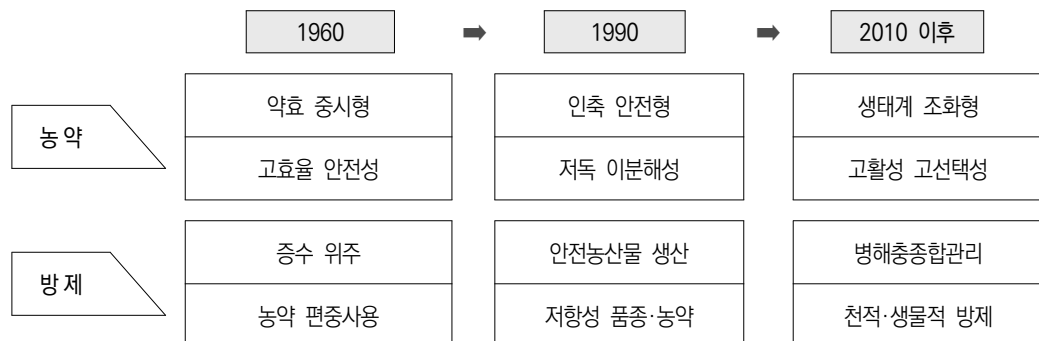 1960 ➡ 1990 ➡ 2010 이후
농약
약효 중시형 인축 안전형 생태계 조화형
고효율 안전성 저독 이분해성 고활성 고선택성
방제
증수 위주 안전농산물 생산 병해충종합관리
농약 편중사용 저항성 품종·농약 천적·생물적 방제